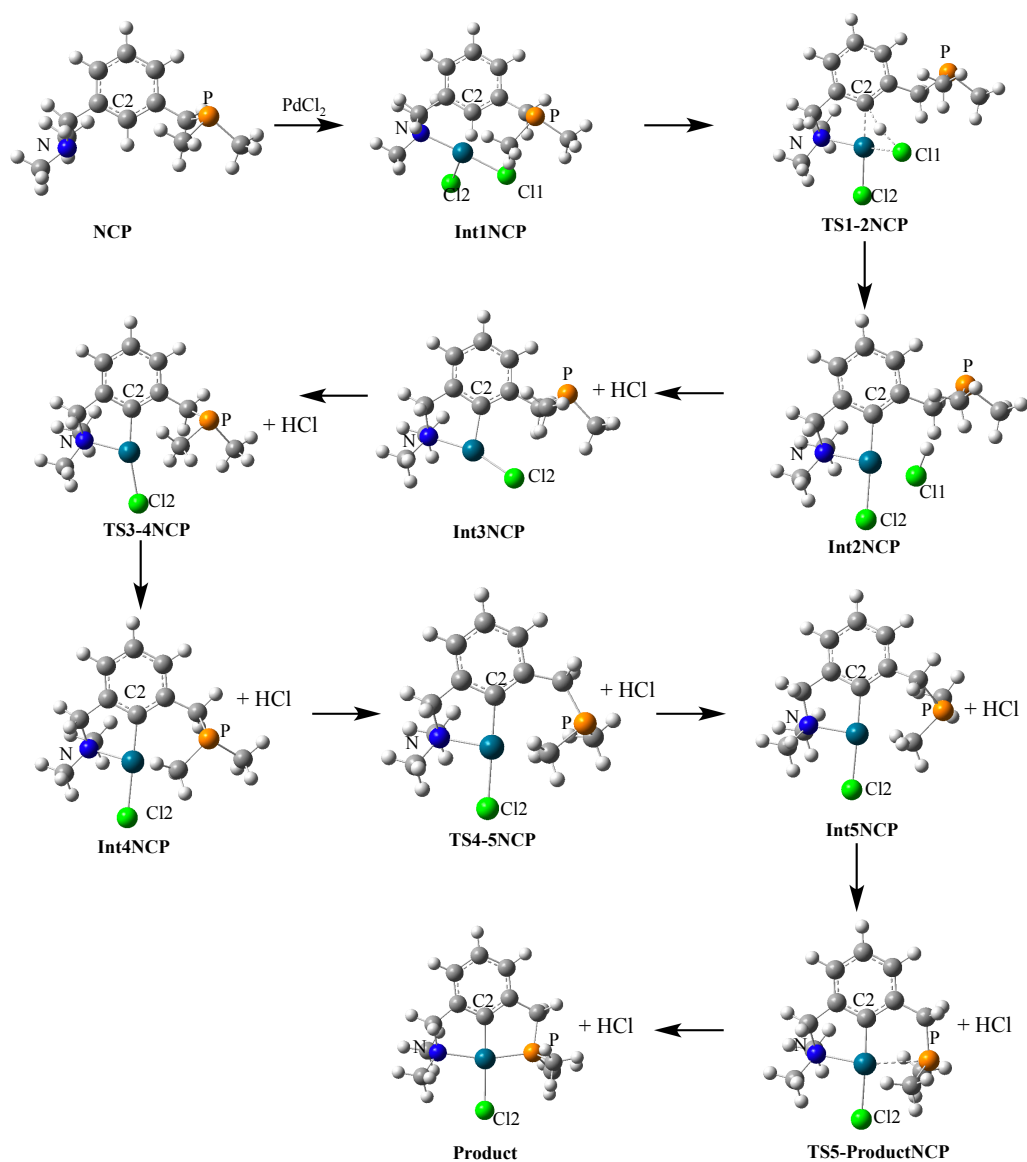 C2
P
N
NCP
PdCl2
C2
N
P
Cl2
Cl1
Int1NCP
P
C2
N
Cl1
Cl2
TS1-2NCP
C2
P
N
Cl2
TS3-4NCP
+ HCl
C2
P
+ HCl
N
Cl2
Int3NCP
P
C2
N
Cl1
Cl2
Int2NCP
C2
+ HCl
P
N
Cl2
Int4NCP
C2
+ HCl
P
N
Cl2
TS4-5NCP
C2
P
+ HCl
N
Cl2
Int5NCP
C2
+ HCl
N
P
Cl2
Product
C2
+ HCl
P
N
Cl2
TS5-ProductNCP